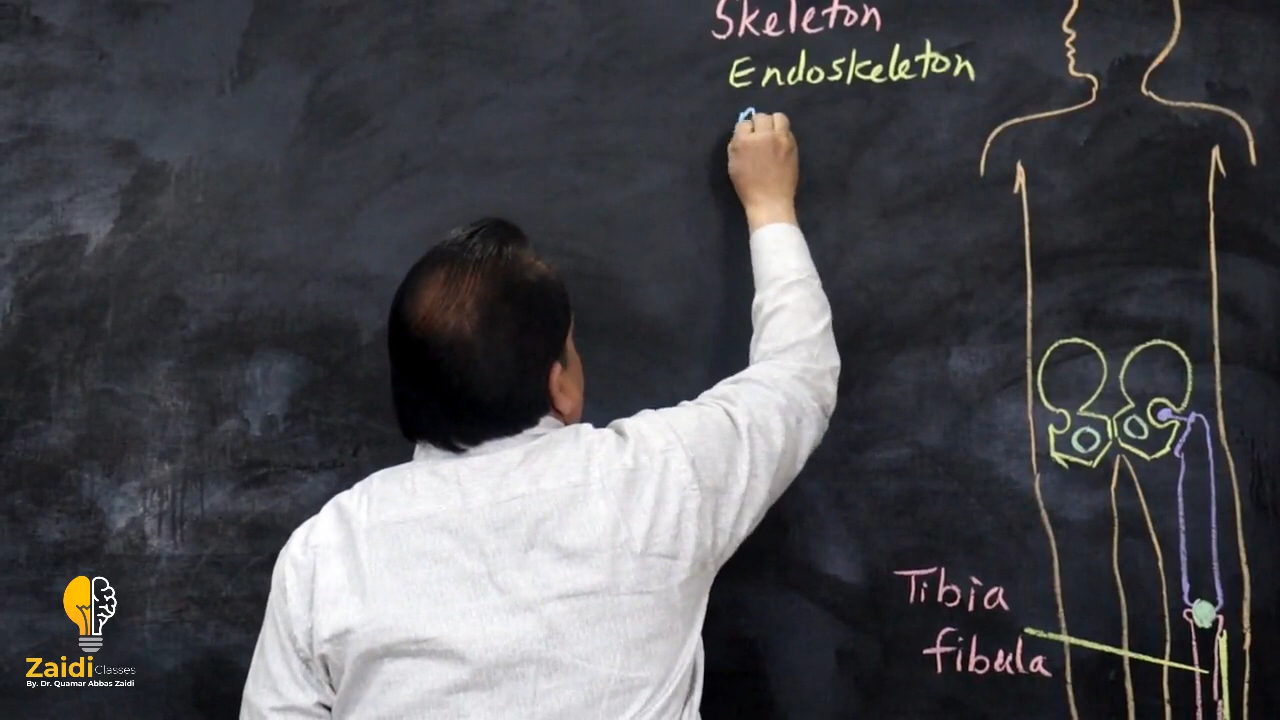 Skeleton
Endoskeleton
Tibia
fibula
Zaidi Classes
By. Dr. Quamar Abbas Zaidi